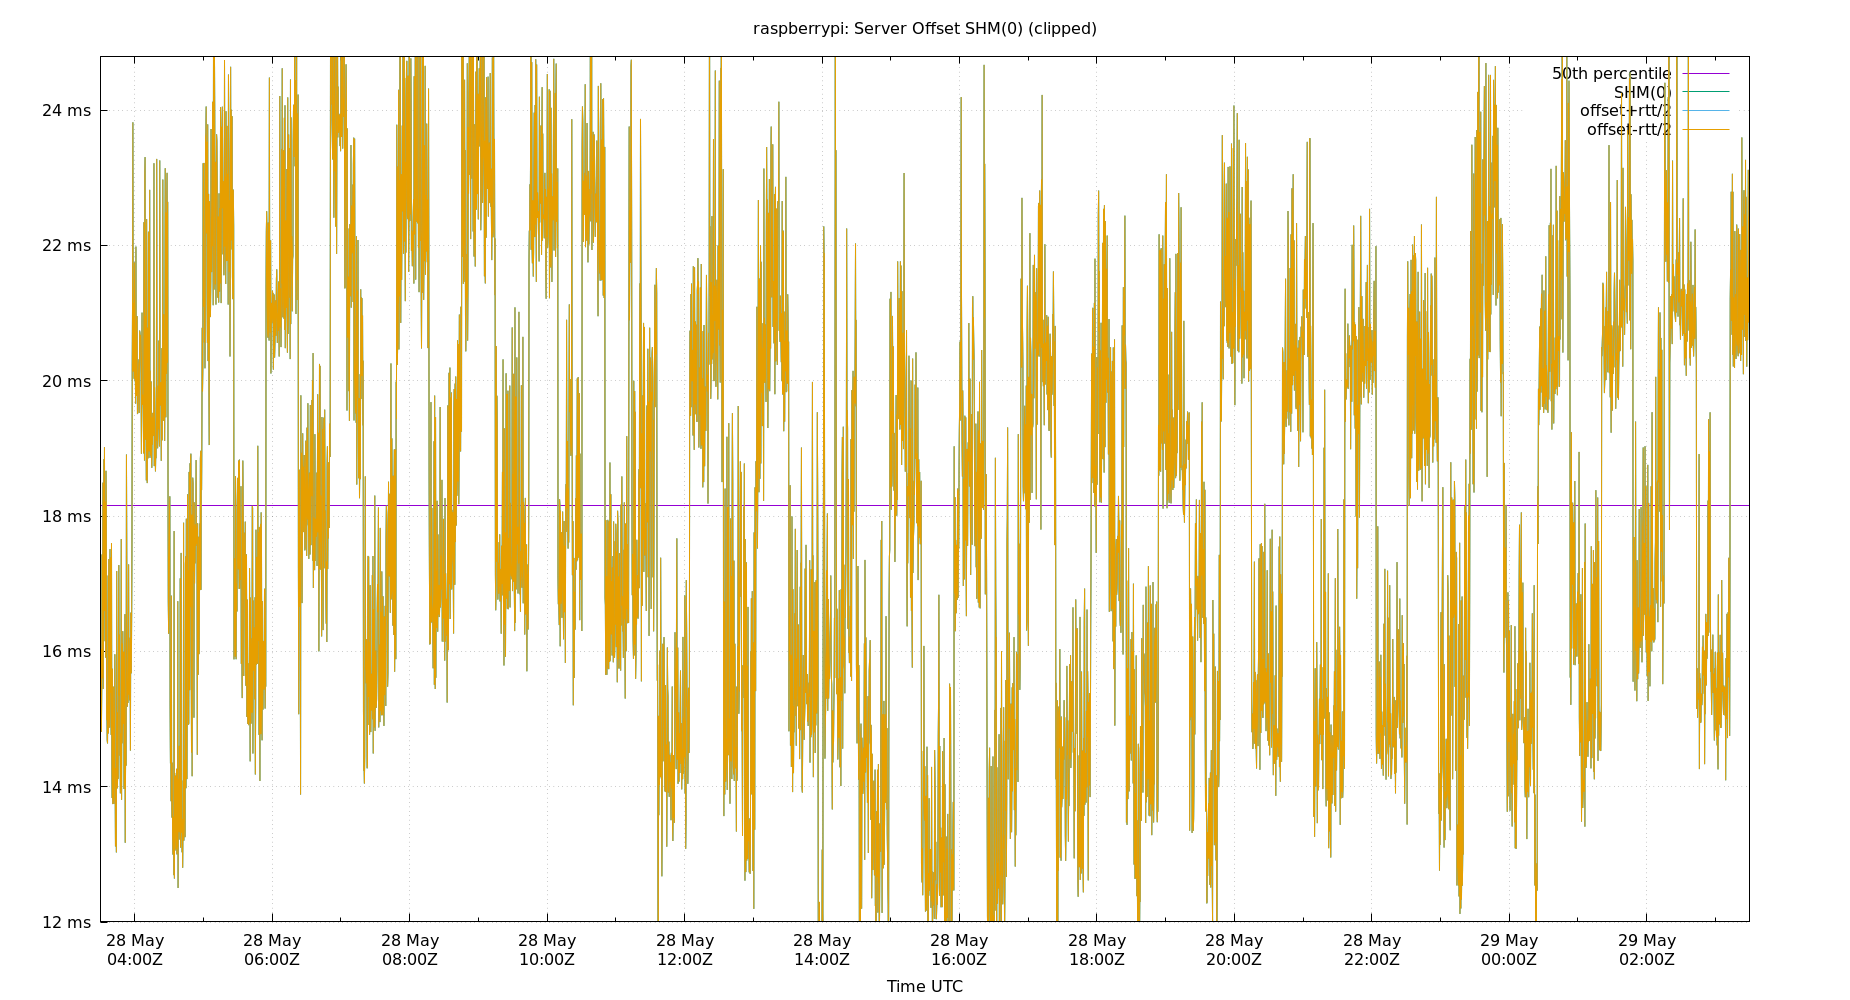 raspberrypi: Server Offset SHM(0) (clipped)
50th percentile
SHM(0)
offset+rtt/2
offset-rtt/2
24 ms
22 ms
20 ms
18 ms
16 ms
14 ms
12 ms
28 May 28 May 28 May 28 May 28 May 28 May 28 May 28 May 28 May 28 May 29 May 29 May
04:00Z 06:00Z 08:00Z 10:00Z 12:00Z 14:00Z 16:00Z 18:00Z 20:00Z 22:00Z 00:00Z 02:00Z
Time UTC